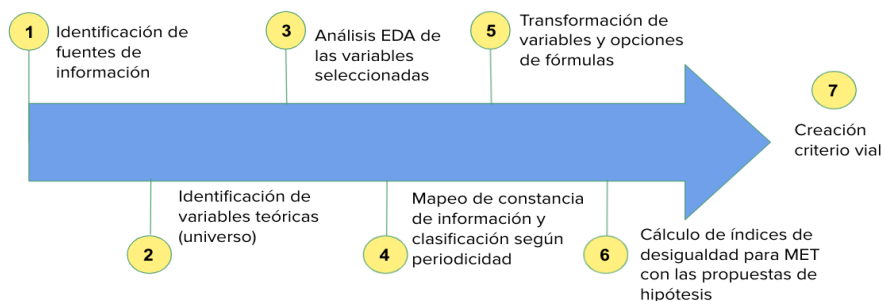 1
Identificación de
fuentes de
información
3
Análisis EDA de
las variables
seleccionadas
5
Transformación de
variables y opciones
de fórmulas
7
Creación
criterio vial
2
Identificación de
variables teóricas
(universo)
4
Mapeo de constancia
de información y
clasificación según
periodicidad
6
Cálculo de índices de
desigualdad para MET
con las propuestas de
hipótesis